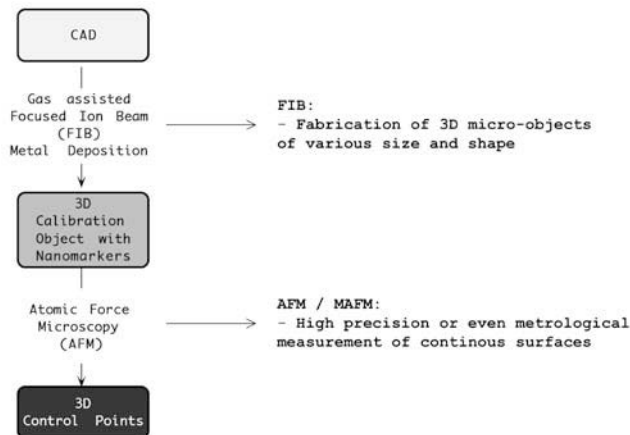 CAD
Gas assisted
Focused Ion Beam
(FIB)
Metal Deposition
FIB:
- Fabrication of 3D micro-objects
of various size and shape
3D
Calibration
Object with
Nanomarkers
Atomic Force
Microscopy
(AFM)
AFM / MAFM:
- High precision or even metrological
measurement of continous surfaces
3D
Control Points